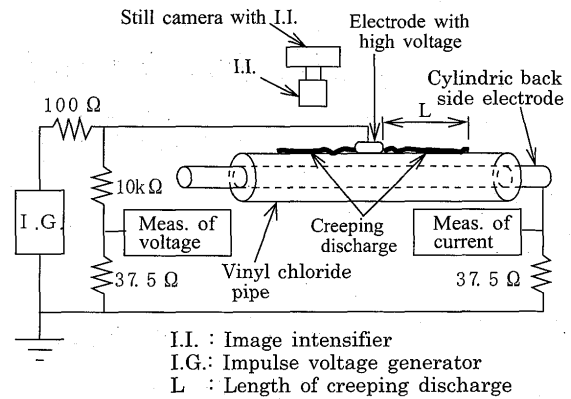 Still camera with I.I.
I.I.
Electrode with
high voltage
Cylindric back
side electrode
100 Ω
L
10kΩ
I.G.
Meas. of
voltage
Creeping
discharge
Meas. of
current
37.5 Ω
Vinyl chloride
pipe
37.5 Ω
I.I. : Image intensifier
I.G.: Impulse voltage generator
L : Length of creeping discharge